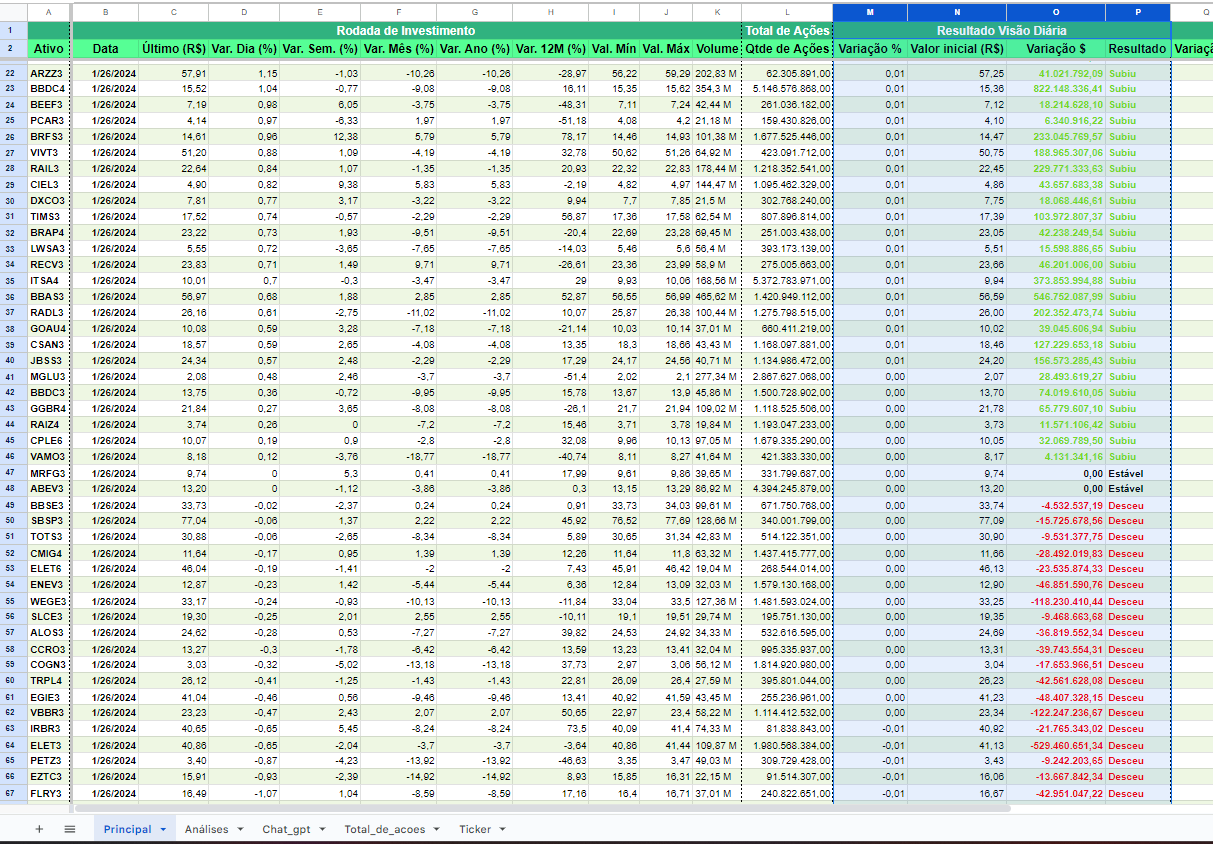 A B C D E F G H I J K L M N O P Q
1 Rodada de Investimento Total de Ações Resultado Visão Diária
2 Ativo Data Último (R$) Var. Dia (%) Var. Sem. (%) Var. Mês (%) Var. Ano (%) Var. 12M (%) Val. Mín Val. Máx Volume Qtde de Ações Variação % Valor inicial (R$) Variação $ Resultado Variaçã
22 ARZZ3 1/26/2024 57,91 1,15 -1,03 -10,26 -10,26 -28,97 56,22 59,29 202,83 M 62.305.891,00 0,01 57,25 41.021.792,09 Subiu
23 BBDC4 1/26/2024 15,52 1,04 -0,77 -9,08 -9,08 16,11 15,35 15,62 354,3 M 5.146.576.868,00 0,01 15,36 822.148.336,41 Subiu
24 BEEF3 1/26/2024 7,19 0,98 6,05 -3,75 -3,75 -48,31 7,11 7,24 42,44 M 261.036.182,00 0,01 7,12 18.214.628,10 Subiu
25 PCAR3 1/26/2024 4,14 0,97 -6,33 1,97 1,97 -51,18 4,08 4,2 21,18 M 159.430.826,00 0,01 4,10 6.340.916,22 Subiu
26 BRFS3 1/26/2024 14,61 0,96 12,38 5,79 5,79 78,17 14,46 14,93 101,38 M 1.677.525.446,00 0,01 14,47 233.045.769,57 Subiu
27 VIVT3 1/26/2024 51,20 0,88 1,09 -4,19 -4,19 32,78 50,62 51,26 64,92 M 423.091.712,00 0,01 50,75 188.965.307,06 Subiu
28 RAIL3 1/26/2024 22,64 0,84 1,07 -1,35 -1,35 20,93 22,32 22,83 178,44 M 1.218.352.541,00 0,01 22,45 229.771.333,63 Subiu
29 CIEL3 1/26/2024 4,90 0,82 9,38 5,83 5,83 -2,19 4,82 4,97 144,47 M 1.095.462.329,00 0,01 4,86 43.657.683,38 Subiu
30 DXCO3 1/26/2024 7,81 0,77 3,17 -3,22 -3,22 9,94 7,7 7,85 21,5 M 302.768.240,00 0,01 7,75 18.068.446,61 Subiu
31 TIMS3 1/26/2024 17,52 0,74 -0,57 -2,29 -2,29 56,87 17,36 17,58 62,54 M 807.896.814,00 0,01 17,39 103.972.807,37 Subiu
32 BRAP4 1/26/2024 23,22 0,72 1,93 -9,51 -9,51 -20,4 22,69 23,28 69,45 M 251.003.438,00 0,01 23,05 42.238.249,54 Subiu
33 LWSA3 1/26/2024 5,55 0,72 -3,65 -7,65 -7,65 -14,03 5,46 5,6 56,4 M 393.173.139,00 0,01 5,51 15.598.886,65 Subiu
34 RECV3 1/26/2024 23,83 0,71 1,49 9,71 9,71 -26,61 23,36 23,99 58,9 M 275.005.663,00 0,01 23,66 46.201.006,00 Subiu
35 ITSA4 1/26/2024 10,01 0,7 -0,3 -3,47 -3,47 29 9,93 10,06 168,56 M 5.372.783.971,00 0,01 9,94 373.853.994,88 Subiu
36 BBAS3 1/26/2024 56,97 0,68 1,88 2,85 2,85 52,87 56,55 56,99 465,62 M 1.420.949.112,00 0,01 56,59 546.752.087,99 Subiu
37 RADL3 1/26/2024 26,16 0,61 -2,75 -11,02 -11,02 10,07 25,87 26,38 100,44 M 1.275.798.515,00 0,01 26,00 202.352.473,74 Subiu
38 GOAU4 1/26/2024 10,08 0,59 3,28 -7,18 -7,18 -21,14 10,03 10,14 37,01 M 660.411.219,00 0,01 10,02 39.045.606,94 Subiu
39 CSAN3 1/26/2024 18,57 0,59 2,65 -4,08 -4,08 13,35 18,3 18,66 43,43 M 1.168.097.881,00 0,01 18,46 127.229.653,18 Subiu
40 JBSS3 1/26/2024 24,34 0,57 2,48 -2,29 -2,29 17,29 24,17 24,56 40,71 M 1.134.986.472,00 0,01 24,20 156.573.285,43 Subiu
41 MGLU3 1/26/2024 2,08 0,48 2,46 -3,7 -3,7 -51,4 2,02 2,1 277,34 M 2.867.627.068,00 0,00 2,07 28.493.619,27 Subiu
42 BBDC3 1/26/2024 13,75 0,36 -0,72 -9,95 -9,95 15,78 13,67 13,9 45,86 M 1.500.728.902,00 0,00 13,70 74.019.610,05 Subiu
43 GGBR4 1/26/2024 21,84 0,27 3,65 -8,08 -8,08 -26,1 21,7 21,94 109,02 M 1.118.525.506,00 0,00 21,78 65.779.607,10 Subiu
44 RAIZ4 1/26/2024 3,74 0,26 0 -7,2 -7,2 15,46 3,71 3,78 19,84 M 1.193.047.233,00 0,00 3,73 11.571.106,42 Subiu
45 CPLE6 1/26/2024 10,07 0,19 0,9 -2,8 -2,8 32,08 9,96 10,13 97,05 M 1.679.335.290,00 0,00 10,05 32.069.789,50 Subiu
46 VAMO3 1/26/2024 8,18 0,12 -3,76 -18,77 -18,77 -40,74 8,11 8,27 41,64 M 421.383.330,00 0,00 8,17 4.131.341,16 Subiu
47 MRFG3 1/26/2024 9,74 0 5,3 0,41 0,41 17,99 9,61 9,86 39,65 M 331.799.687,00 0,00 9,74 0,00 Estável
48 ABEV3 1/26/2024 13,20 0 -1,12 -3,86 -3,86 0,3 13,15 13,29 86,92 M 4.394.245.879,00 0,00 13,20 0,00 Estável
49 BBSE3 1/26/2024 33,73 -0,02 -2,37 0,24 0,24 0,91 33,73 34,03 99,61 M 671.750.768,00 0,00 33,74 -4.532.537,19 Desceu
50 SBSP3 1/26/2024 77,04 -0,06 1,37 2,22 2,22 45,92 76,52 77,69 128,66 M 340.001.799,00 0,00 77,09 -15.725.678,56 Desceu
51 TOTS3 1/26/2024 30,88 -0,06 -2,65 -8,34 -8,34 5,89 30,65 31,34 42,83 M 514.122.351,00 0,00 30,90 -9.531.377,75 Desceu
52 CMIG4 1/26/2024 11,64 -0,17 0,95 1,39 1,39 12,26 11,64 11,8 63,32 M 1.437.415.777,00 0,00 11,66 -28.492.019,83 Desceu
53 ELET6 1/26/2024 46,04 -0,19 -1,41 -2 -2 7,43 45,91 46,42 19,04 M 268.544.014,00 0,00 46,13 -23.535.874,33 Desceu
54 ENEV3 1/26/2024 12,87 -0,23 1,42 -5,44 -5,44 6,36 12,84 13,09 32,03 M 1.579.130.168,00 0,00 12,90 -46.851.590,76 Desceu
55 WEGE3 1/26/2024 33,17 -0,24 -0,93 -10,13 -10,13 -11,84 33,04 33,5 127,36 M 1.481.593.024,00 0,00 33,25 -118.230.410,44 Desceu
56 SLCE3 1/26/2024 19,30 -0,25 2,01 2,55 2,55 -10,11 19,1 19,51 29,74 M 195.751.130,00 0,00 19,35 -9.468.663,68 Desceu
57 ALOS3 1/26/2024 24,62 -0,28 0,53 -7,27 -7,27 39,82 24,53 24,92 34,33 M 532.616.595,00 0,00 24,69 -36.819.552,34 Desceu
58 CCRO3 1/26/2024 13,27 -0,3 -1,78 -6,42 -6,42 13,59 13,23 13,41 32,04 M 995.335.937,00 0,00 13,31 -39.743.554,31 Desceu
59 COGN3 1/26/2024 3,03 -0,32 -5,02 -13,18 -13,18 37,73 2,97 3,06 56,12 M 1.814.920.980,00 0,00 3,04 -17.653.966,51 Desceu
60 TRPL4 1/26/2024 26,12 -0,41 -1,25 -1,43 -1,43 22,81 26,09 26,4 27,59 M 395.801.044,00 0,00 26,23 -42.561.628,08 Desceu
61 EGIE3 1/26/2024 41,04 -0,46 0,56 -9,46 -9,46 13,41 40,92 41,59 43,45 M 255.236.961,00 0,00 41,23 -48.407.328,15 Desceu
62 VBBR3 1/26/2024 23,23 -0,47 2,43 2,07 2,07 50,65 22,97 23,4 58,22 M 1.114.412.532,00 0,00 23,34 -122.247.236,67 Desceu
63 IRBR3 1/26/2024 40,65 -0,65 5,45 -8,24 -8,24 73,5 40,09 41,4 74,33 M 81.838.843,00 -0,01 40,92 -21.765.343,02 Desceu
64 ELET3 1/26/2024 40,86 -0,65 -2,04 -3,7 -3,7 -3,64 40,86 41,44 109,87 M 1.980.568.384,00 -0,01 41,13 -529.460.651,34 Desceu
65 PETZ3 1/26/2024 3,40 -0,87 -4,23 -13,92 -13,92 -46,63 3,35 3,47 49,03 M 309.729.428,00 -0,01 3,43 -9.242.203,65 Desceu
66 EZTC3 1/26/2024 15,91 -0,93 -2,39 -14,92 -14,92 8,93 15,85 16,31 22,15 M 91.514.307,00 -0,01 16,06 -13.667.842,34 Desceu
67 FLRY3 1/26/2024 16,49 -1,07 1,04 -8,59 -8,59 17,16 16,4 16,71 37,01 M 240.822.651,00 -0,01 16,67 -42.951.047,22 Desceu
Principal Análises Chat_gpt Total_de_acoes Ticker